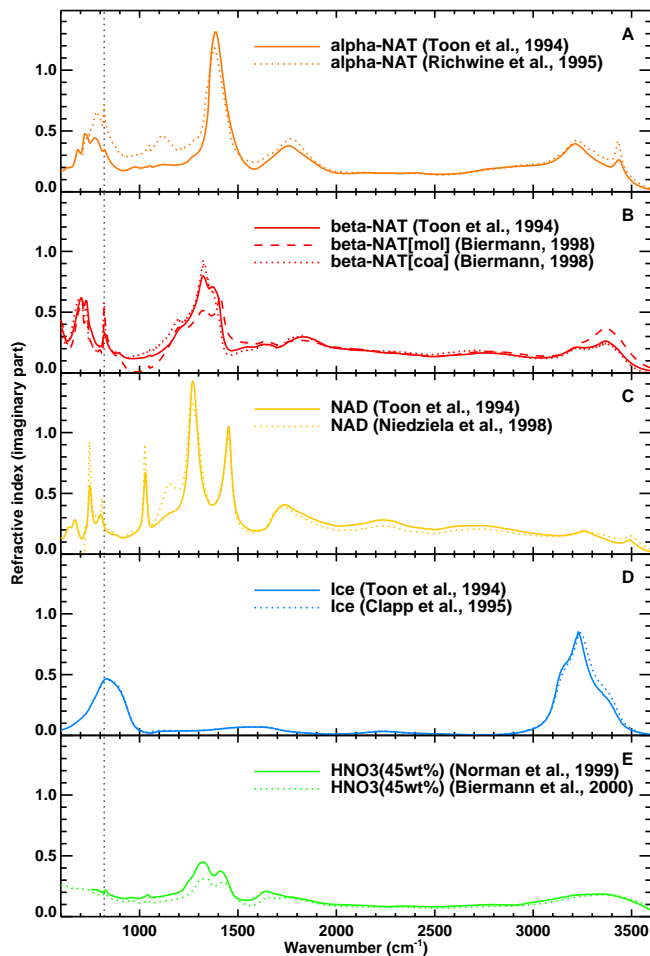 A
alpha-NAT (Toon et al., 1994)
alpha-NAT (Richwine et al., 1995)
1.0
0.5
0.0
B
beta-NAT (Toon et al., 1994)
beta-NAT[mol] (Biermann, 1998)
beta-NAT[coa] (Biermann, 1998)
1.0
0.5
0.0
C
NAD (Toon et al., 1994)
NAD (Niedziela et al., 1998)
1.0
0.5
0.0
D
Ice (Toon et al., 1994)
Ice (Clapp et al., 1995)
1.0
0.5
0.0
E
HNO3(45wt%) (Norman et al., 1999)
HNO3(45wt%) (Biermann et al., 2000)
1.0
0.5
0.0
Refractive index (imaginary part)
1000 1500 2000 2500 3000 3500
Wavenumber (cm⁻¹)